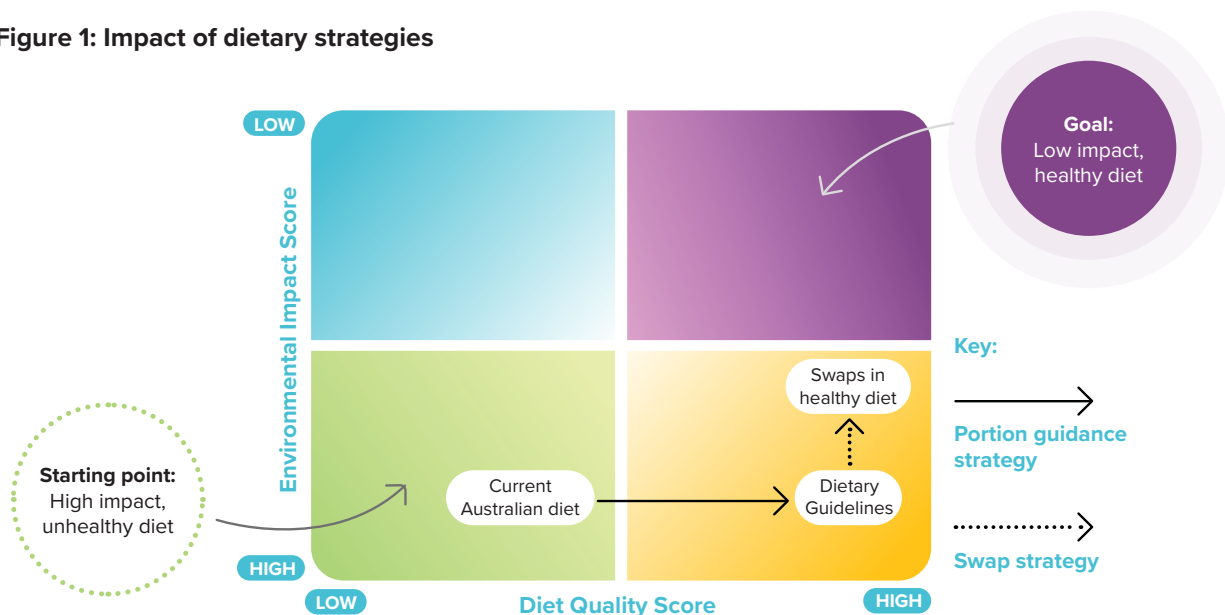 Figure 1: Impact of dietary strategies
LOW
Goal:
Low impact,
healthy diet
Environmental Impact Score
Key:
Swaps in
healthy diet
Portion guidance
strategy
Starting point:
High impact,
unhealthy diet
Current
Australian diet
Dietary
Guidelines
Swap strategy
HIGH
LOW
Diet Quality Score
HIGH